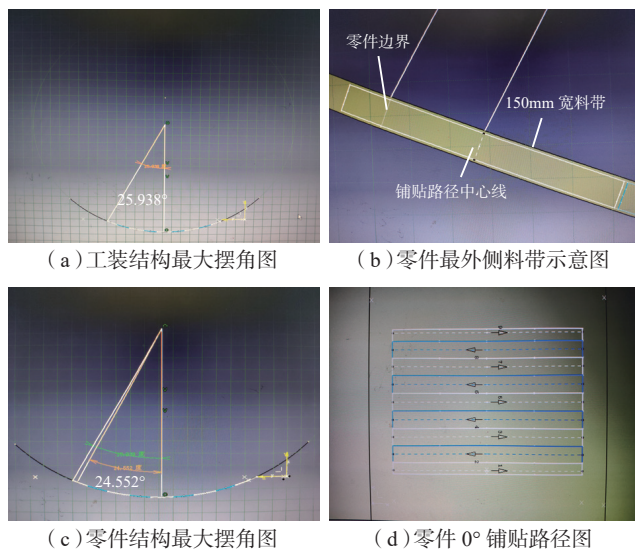 25.938°
(a)工装结构最大摆角图
零件边界
150mm 宽料带
铺贴路径中心线
(b)零件最外侧料带示意图
24.552°
(c)零件结构最大摆角图
(d)零件 0° 铺贴路径图